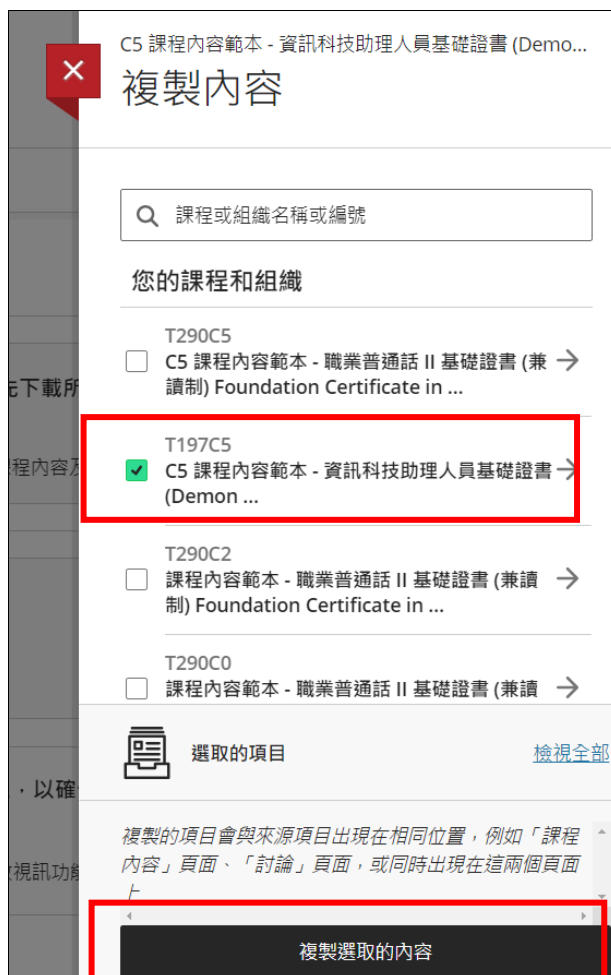 C5 課程內容範本 - 資訊科技助理人員基礎證書 (Demo...
複製內容
課程或組織名稱或編號
您的課程和組織
T290C5
C5 課程內容範本 - 職業普通話 II 基礎證書 (兼
讀制) Foundation Certificate in ...
下載所
T197C5
程內容及
C5 課程內容範本 - 資訊科技助理人員基礎證書
(Demon ...
T290C2
課程內容範本 - 職業普通話 II 基礎證書 (兼讀
制) Foundation Certificate in ...
T290C0
課程內容範本 - 職業普通話 II 基礎證書 (兼讀
選取的項目
檢視全部
，以確
複製的項目會與來源項目出現在相同位置，例如「課程
內容」頁面、「討論」頁面，或同時出現在這兩個頁面
上
視訊功能
複製選取的內容